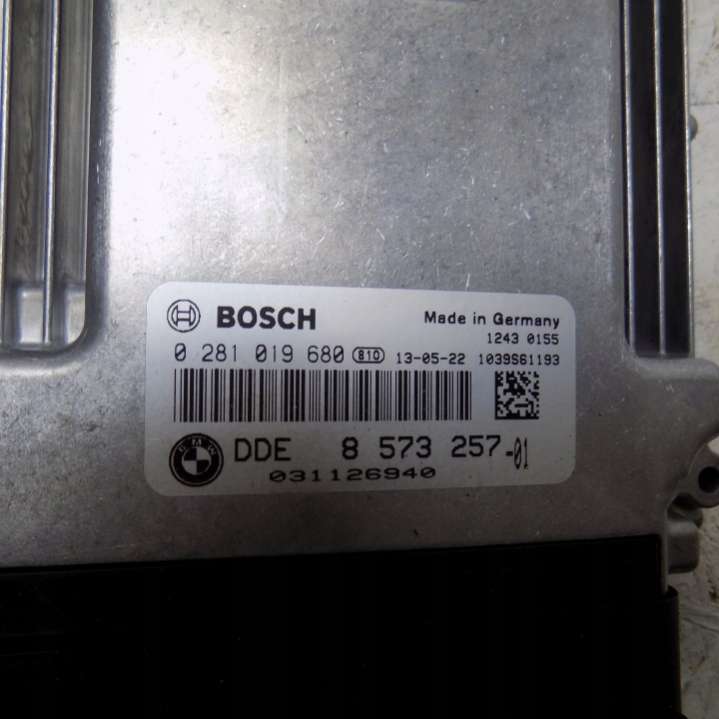 BOSCH
Made in Germany
1243 0155
0 281 019 680 810 13-05-22 1039S61193
BMW
DDE 8 573 257-01
031126940